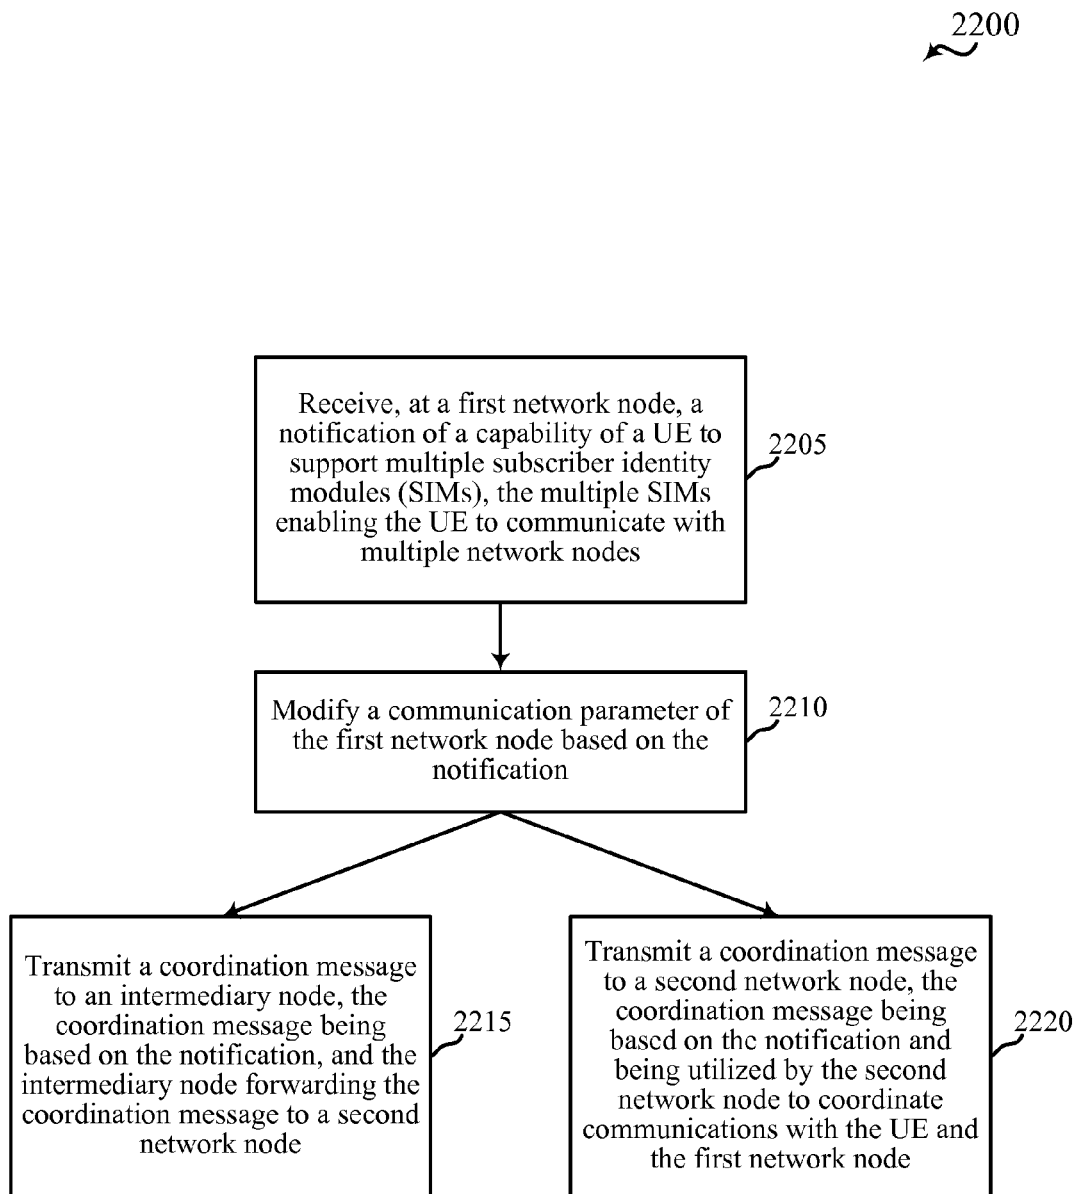 2200
Receive, at a first network node, a
notification of a capability of a UE to
support multiple subscriber identity
modules (SIMs), the multiple SIMs
enabling the UE to communicate with
multiple network nodes
2205
Modify a communication parameter of
the first network node based on the
notification
2210
Transmit a coordination message
to an intermediary node, the
coordination message being
based on the notification, and the
intermediary node forwarding the
coordination message to a second
network node
2215
Transmit a coordination message
to a second network node, the
coordination message being
based on the notification and
being utilized by the second
network node to coordinate
communications with the UE and
the first network node
2220